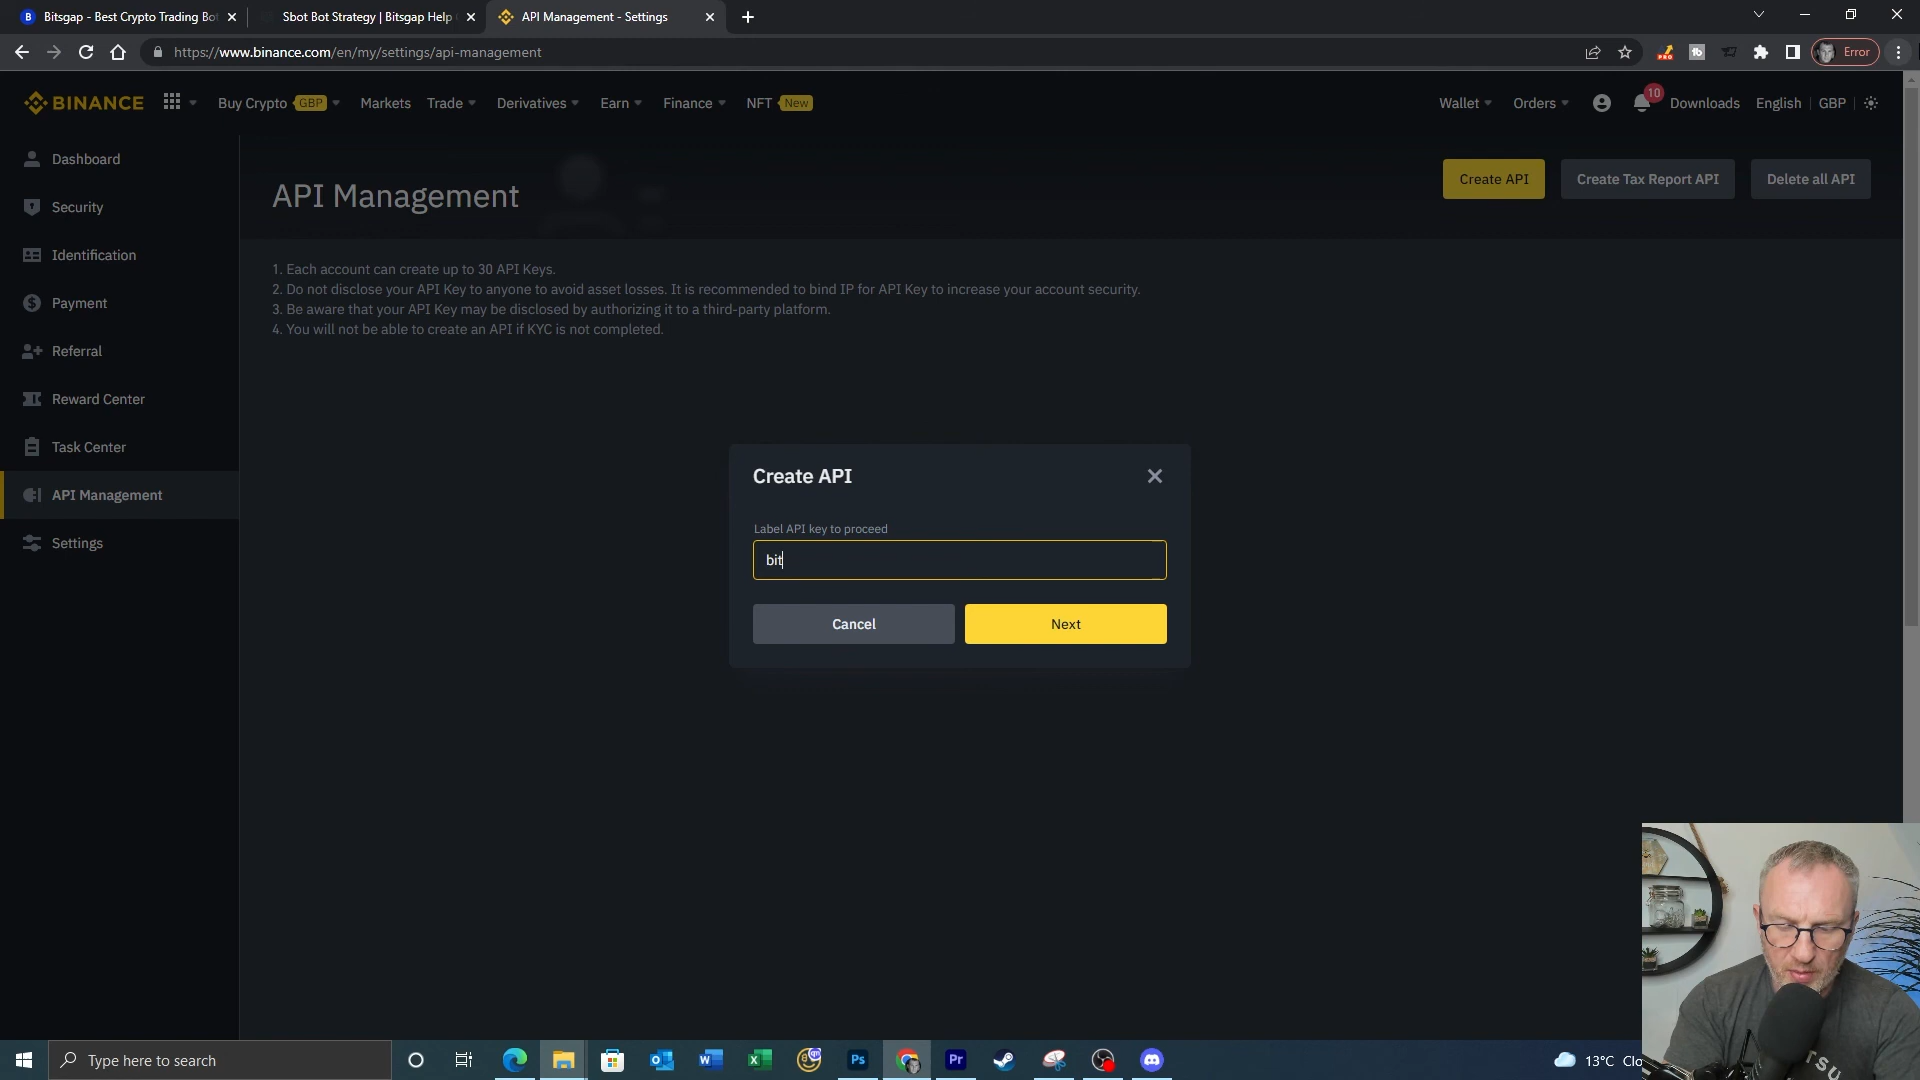 Bitsgap - Best Crypto Trading Bo
Sbot Bot Strategy | Bitsgap Help
API Management - Settings
https://www.binance.com/en/my/settings/api-management
PRO
Error
BINANCE
Buy Crypto GBP
Markets
Trade
Derivatives
Earn
Finance
NFT New
Wallet
Orders
10
Downloads
English
GBP
Dashboard
Security
Identification
Payment
Referral
Reward Center
Task Center
API Management
Settings
API Management
Create API
Create Tax Report API
Delete all API
1. Each account can create up to 30 API Keys.
2. Do not disclose your API Key to anyone to avoid asset losses. It is recommended to bind IP for API Key to increase your account security.
3. Be aware that your API Key may be disclosed by authorizing it to a third-party platform.
4. You will not be able to create an API if KYC is not completed.
Create API
Label API key to proceed
bit
Cancel
Next
Type here to search
Ps
Pr
13°C Clo
TSU